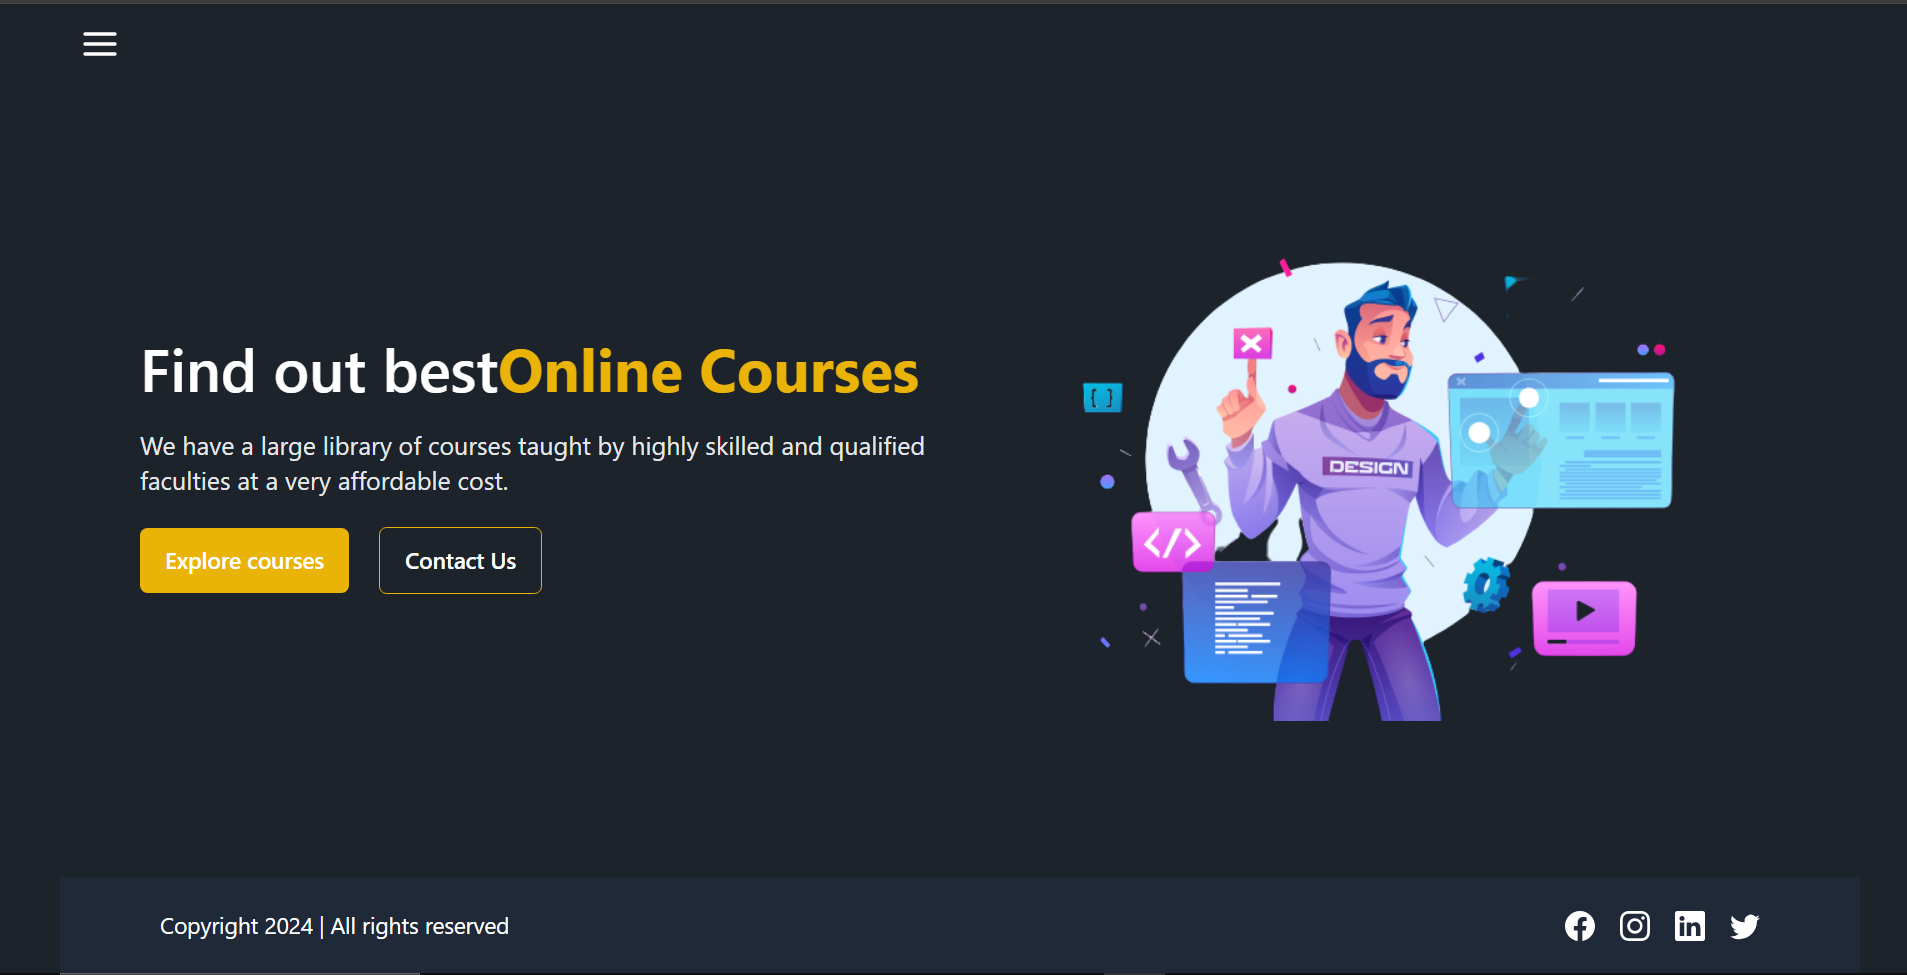 Find out bestOnline Courses
We have a large library of courses taught by highly skilled and qualified
faculties at a very affordable cost.
Explore courses
Contact Us
DESIGN
[ ]
</>
Copyright 2024 | All rights reserved